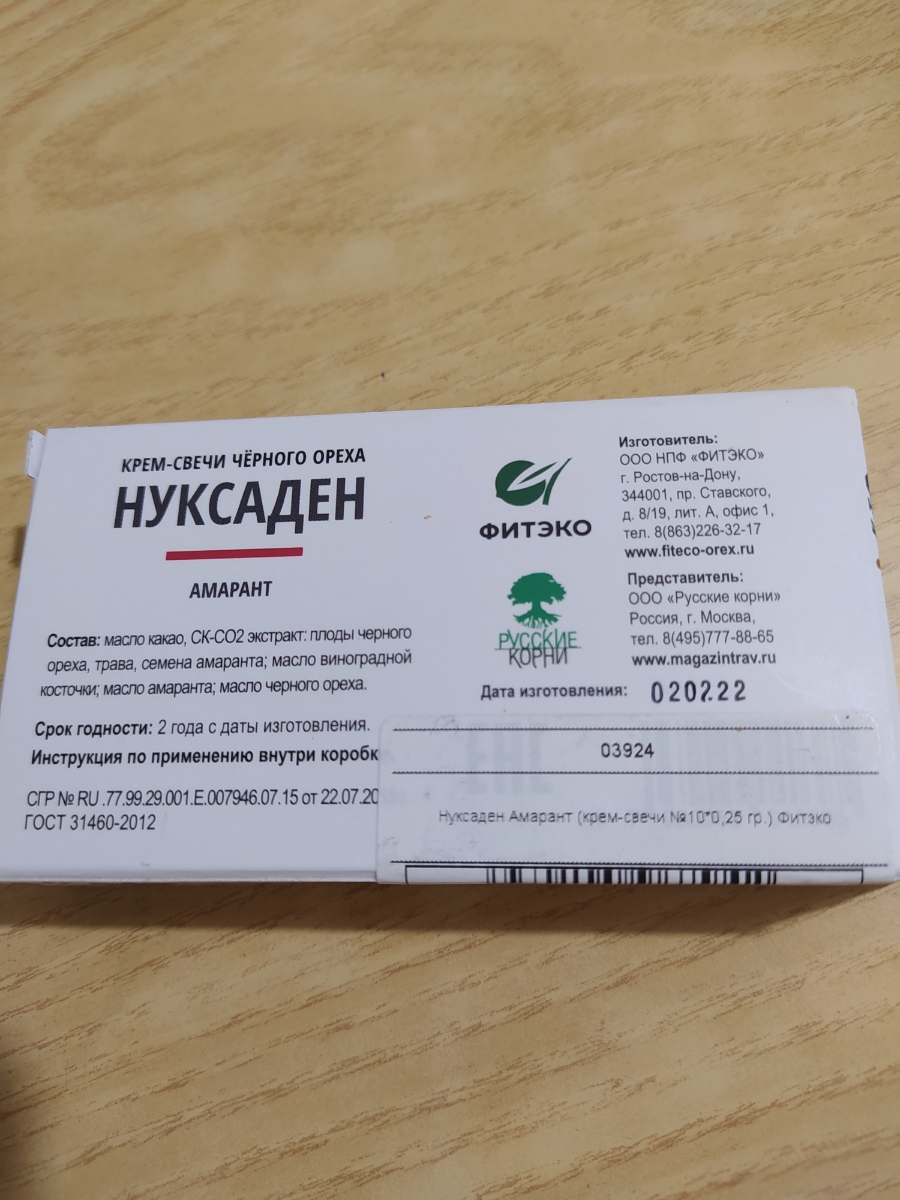 КРЕМ-СВЕЧИ ЧЁРНОГО ОРЕХА
НУКСАДЕН
АМАРАНТ
Состав: масло какао, СК-СО2 экстракт: плоды черного
ореха, трава, семена амаранта; масло виноградной
косточки; масло амаранта; масло черного ореха.
Срок годности: 2 года с даты изготовления.
Инструкция по применению внутри коробк
СГР № RU .77.99.29.001.Е.007946.07.15 от 22.07.20
ГОСТ 31460-2012
ФИТЭКО
РУССКИЕ
КОРНИ
Изготовитель:
ООО НПФ «ФИТЭКО»
г. Ростов-на-Дону,
344001, пр. Ставского,
д. 8/19, лит. А, офис 1,
тел. 8(863)226-32-17
www.fiteco-orex.ru
Представитель:
ООО «Русские корни»
Россия, г. Москва,
тел. 8(495)777-88-65
www.magazintrav.ru
Дата изготовления: 020222
ЕАС
03924
Нуксаден Амарант (крем-свечи №10*0,25 гр.) Фитэко